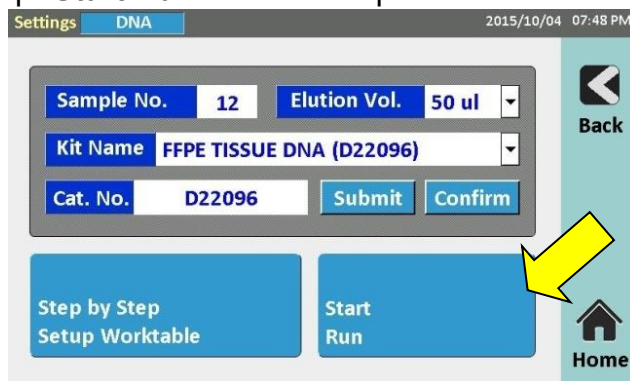 Settings DNA 2015/10/04 07:48 PM
Sample No. 12 Elution Vol. 50 ul
Back
Kit Name FFPE TISSUE DNA (D22096)
Cat. No. D22096 Submit Confirm
Step by Step
Setup Worktable
Start
Run
Home